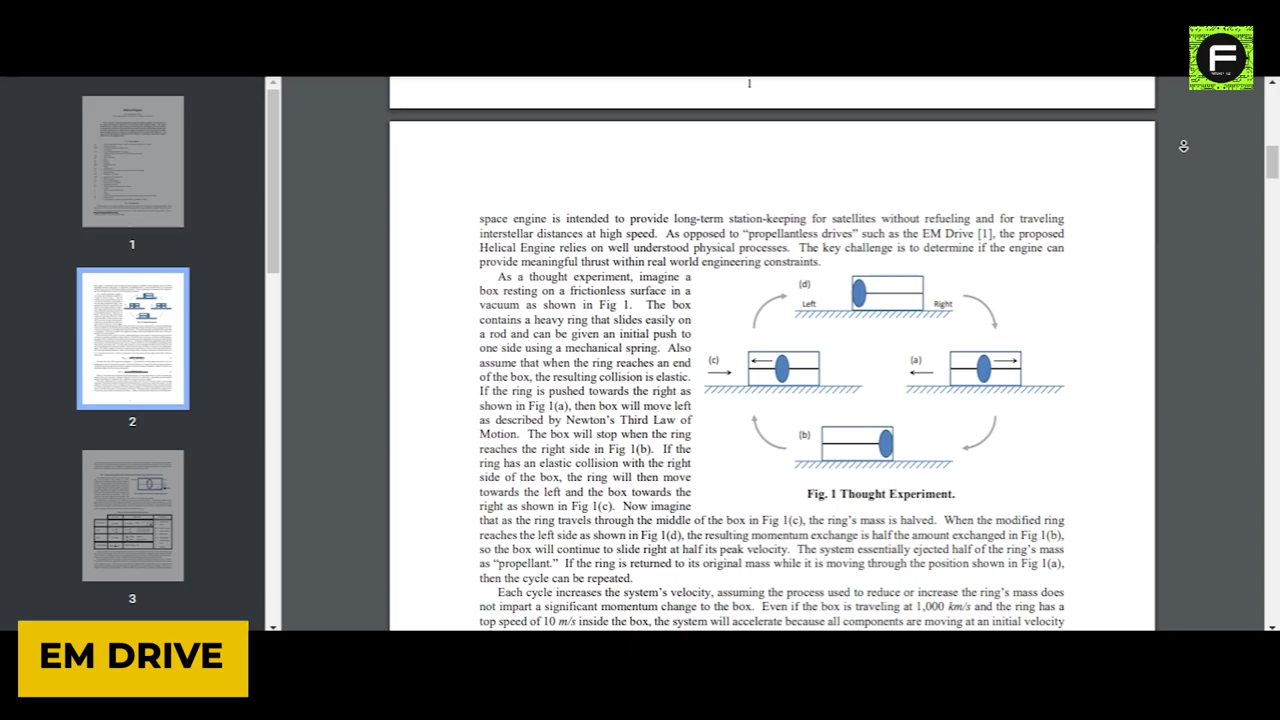 F
1
space engine is intended to provide long-term station-keeping for satellites without refueling and for traveling
interstellar distances at high speed. As opposed to “propellantless drives” such as the EM Drive [1], the proposed
Helical Engine relies on well understood physical processes. The key challenge is to determine if the engine can
provide meaningful thrust within real world engineering constraints.
As a thought experiment, imagine a
box resting on a frictionless surface in a
vacuum as shown in Fig 1. The box
contains a heavy ring that slides easily on
a rod and can be given an initial push to
one side using a mechanical spring. Also
assume that when the ring reaches an end
of the box, the resulting collision is elastic.
If the ring is pushed towards the right as
shown in Fig 1(a), then box will move left
as described by Newton’s Third Law of
Motion. The box will stop when the ring
reaches the right side in Fig 1(b). If the
ring has an elastic collision with the right
side of the box, the ring will then move
towards the left and the box towards the
right as shown in Fig 1(c). Now imagine
(d)
Left
Right
(c)
(a)
(b)
Fig. 1 Thought Experiment.
that as the ring travels through the middle of the box in Fig 1(c), the ring’s mass is halved. When the modified ring
reaches the left side as shown in Fig 1(d), the resulting momentum exchange is half the amount exchanged in Fig 1(b),
so the box will continue to slide right at half its peak velocity. The system essentially ejected half of the ring’s mass
as “propellant.” If the ring is returned to its original mass while it is moving through the position shown in Fig 1(a),
then the cycle can be repeated.
Each cycle increases the system’s velocity, assuming the process used to reduce or increase the ring’s mass does
not impart a significant momentum change to the box. Even if the box is traveling at 1,000 km/s and the ring has a
top speed of 10 m/s inside the box, the system will accelerate because all components are moving at an initial velocity
1
2
3
EM DRIVE